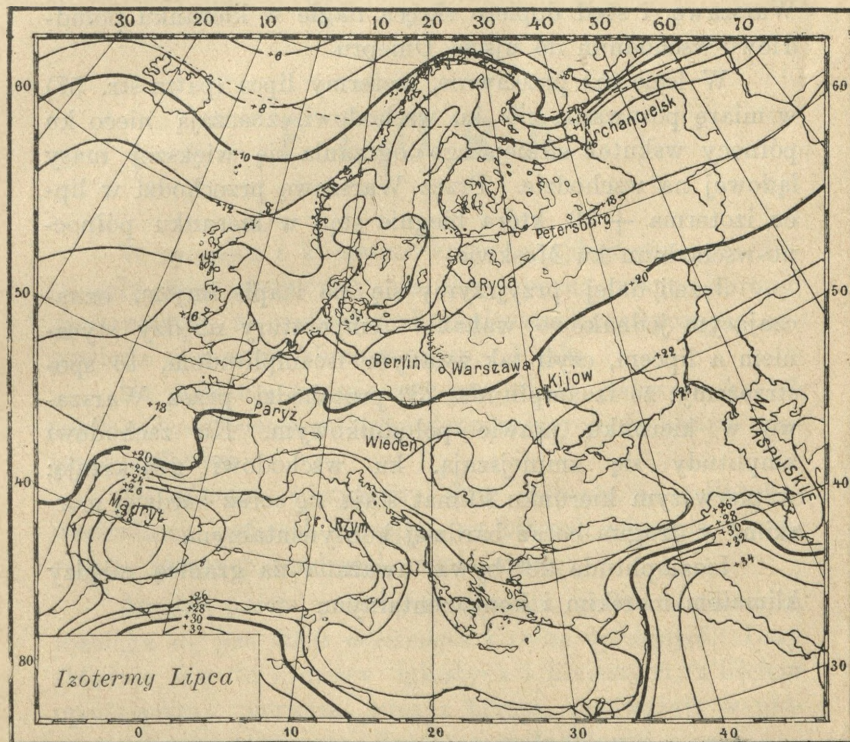 30 20 10 0 10 20 30 40 50 60 70
60
60
50
50
40
40
80
30
0 10 20 30 40
+6
+8
+10
+12
14
16
+18
+20
+22
+24
+26
Archangielsk
Petersburg
18
Ryga
+20
Berlin
Warszawa
+22
Kijów
Paryż
Wiedeń
M. Kaspijskie
Madryt
Rzym
+26
+28
+30
+32
+34
+26
+28
+30
+32
Izotermy Lipca